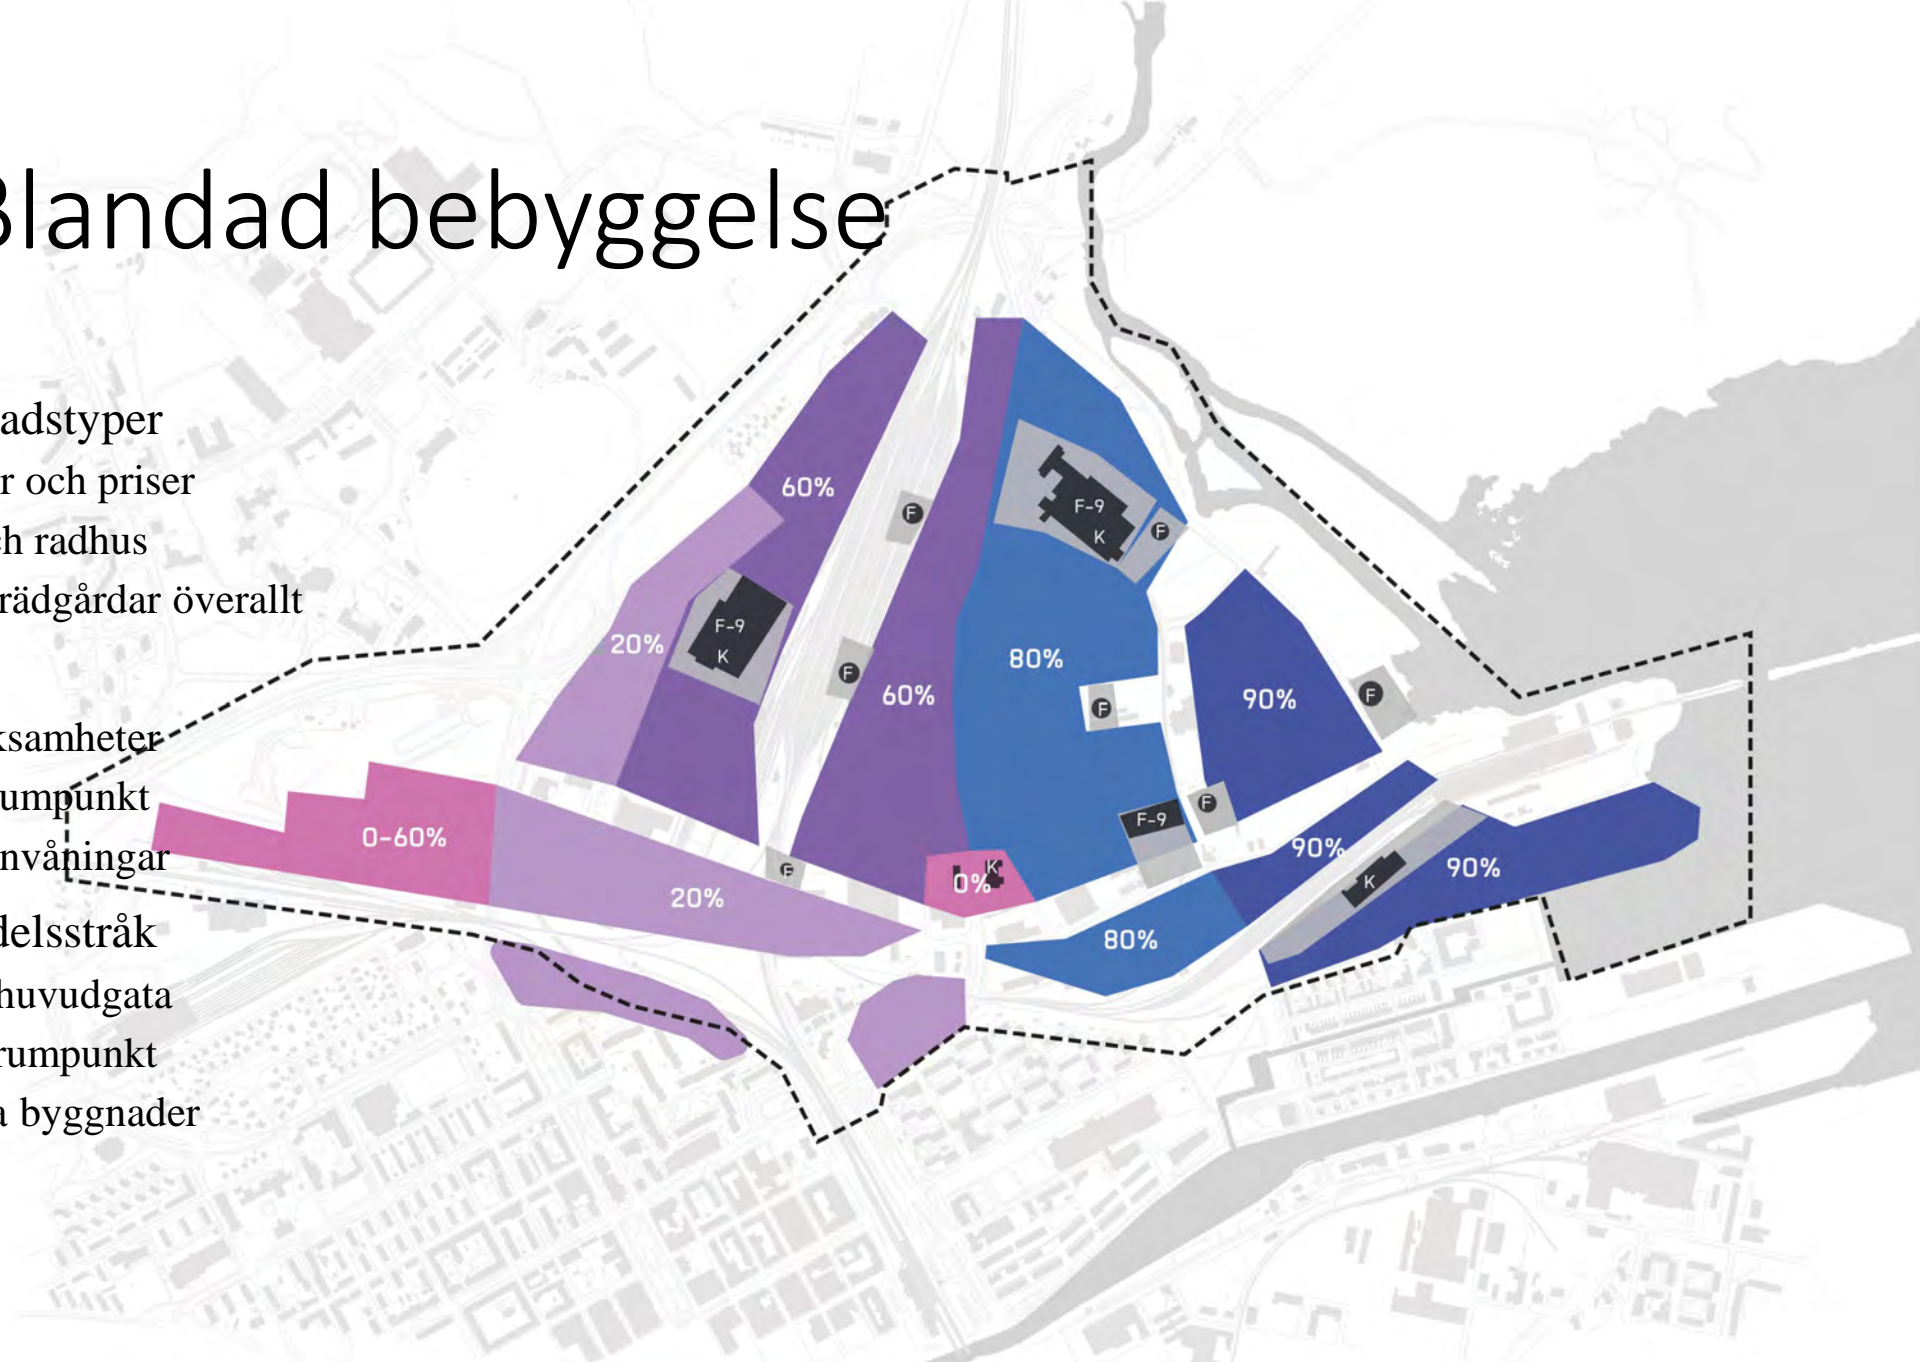 Blandad bebyggelse
adstyper
r och priser
ch radhus
rädgårdar överallt
ksamheter
umpunkt
nvåningar
delsstråk
huvudgata
rumpunkt
a byggnader
60%
F
F-9
K
F
F-9
K
20%
F
60%
80%
F
90%
F
0-60%
20%
F
K
0%
F-9
F
90%
K
90%
80%